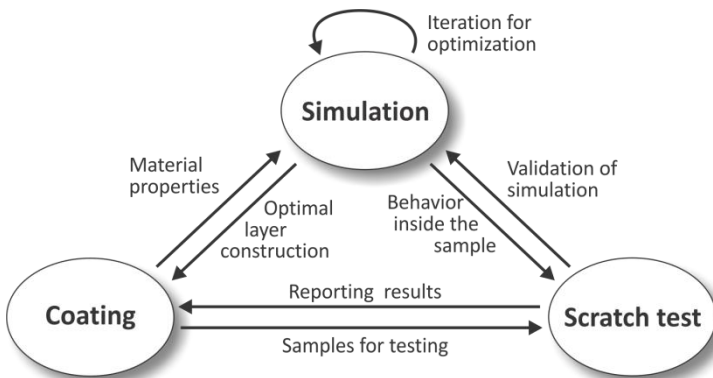 Iteration for
optimization
Simulation
Material
properties
Optimal
layer
construction
Behavior
inside the
sample
Validation of
simulation
Coating
Reporting results
Samples for testing
Scratch test